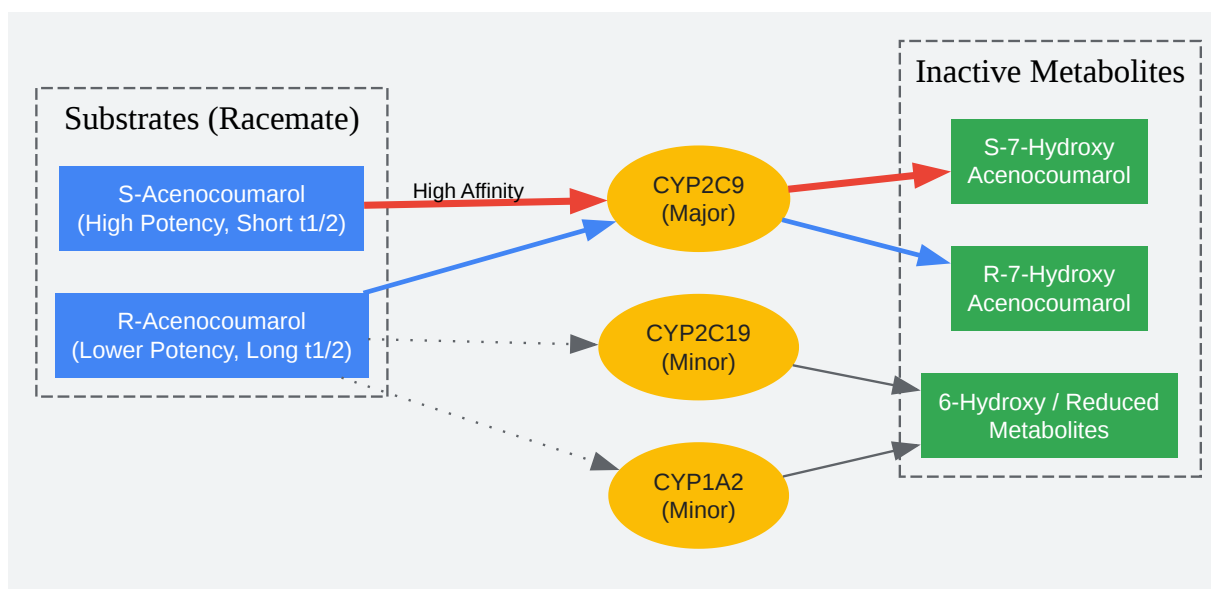 Substrates (Racemate)
S-Acenocoumarol
(High Potency, Short t1/2)
R-Acenocoumarol
(Lower Potency, Long t1/2)
High Affinity
CYP2C9
(Major)
CYP2C19
(Minor)
CYP1A2
(Minor)
Inactive Metabolites
S-7-Hydroxy
Acenocoumarol
R-7-Hydroxy
Acenocoumarol
6-Hydroxy / Reduced
Metabolites